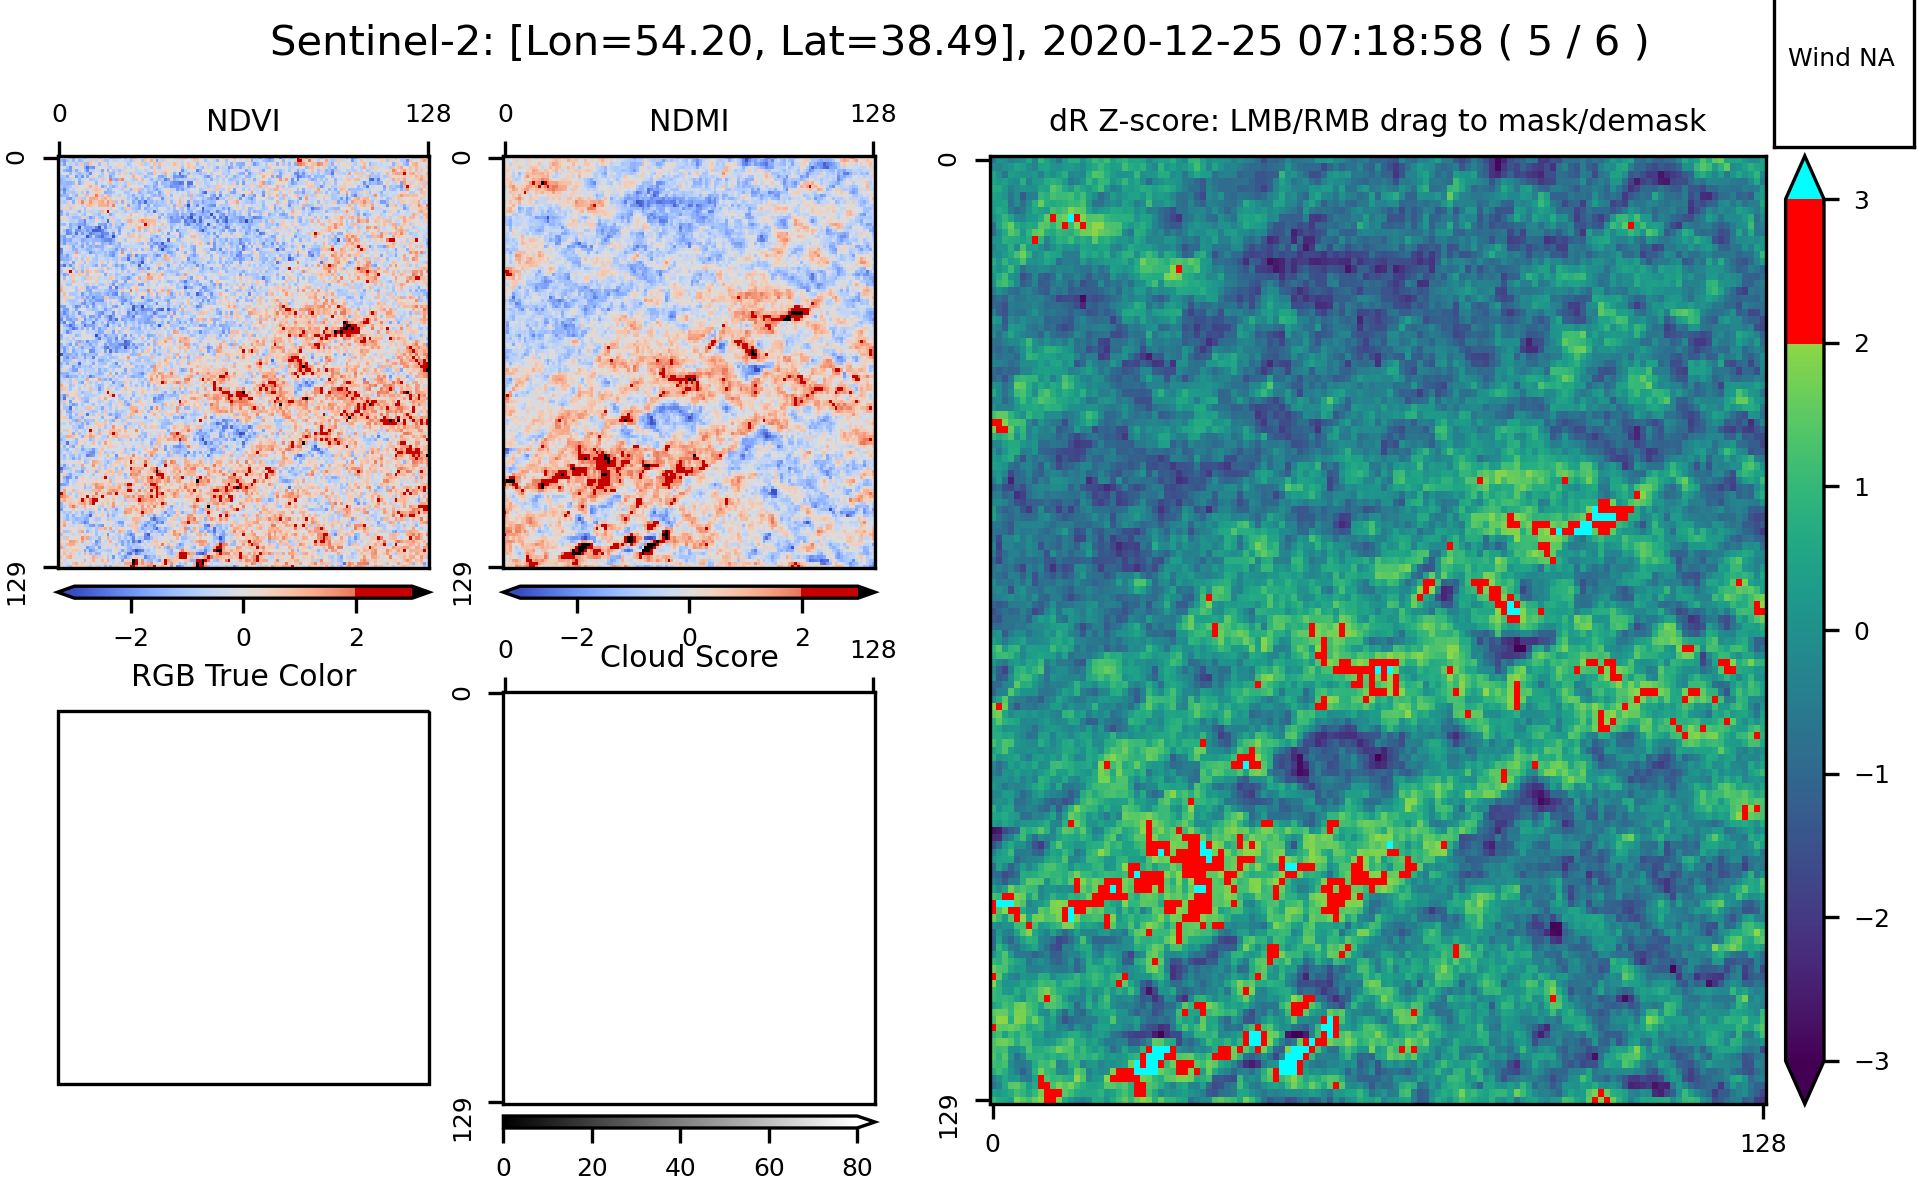 Sentinel-2: [Lon=54.20, Lat=38.49], 2020-12-25 07:18:58 ( 5 / 6 )
Wind NA
0 NDVI 128
0
129
−2 0 2
0 NDMI 128
0
129
−2 0 2
dR Z-score: LMB/RMB drag to mask/demask
0
129
0 128
3
2
1
0
−1
−2
−3
RGB True Color
0 Cloud Score 128
0
129
0 20 40 60 80